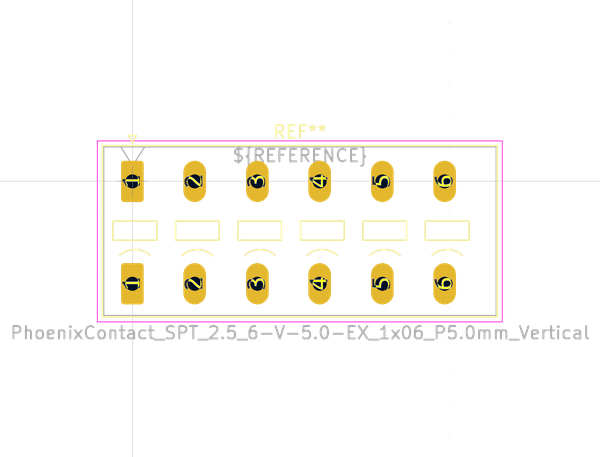 REF**
${REFERENCE}
1 2 3 4 5 6
1 2 3 4 5 6
PhoenixContact_SPT_2.5_6-V-5.0-EX_1x06_P5.0mm_Vertical